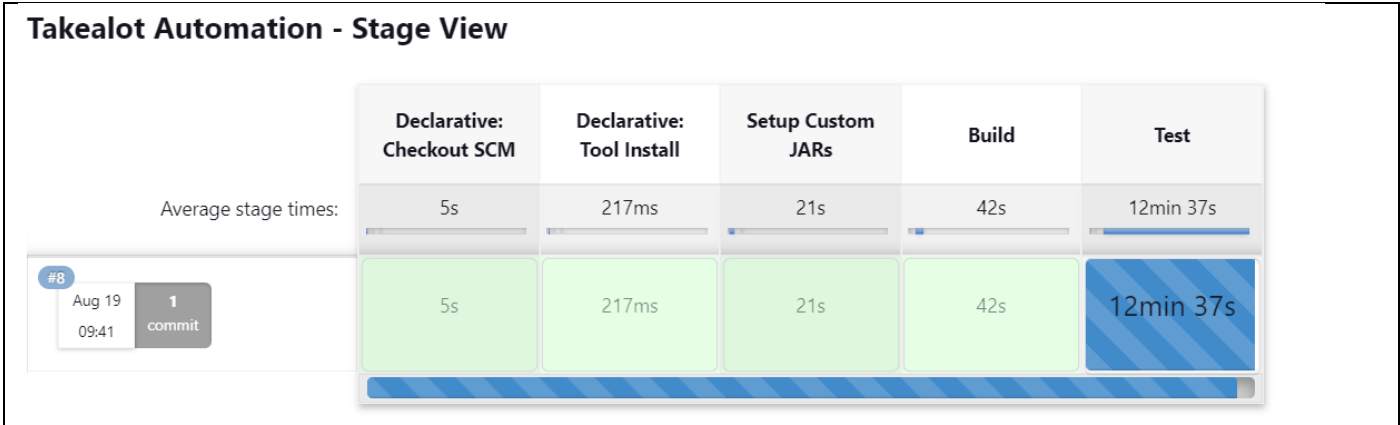 Takealot Automation - Stage View
Declarative:
Checkout SCM
Declarative:
Tool Install
Setup Custom
JARs
Build
Test
Average stage times:
5s
217ms
21s
42s
12min 37s
#8
Aug 19
09:41
1
commit
5s
217ms
21s
42s
12min 37s